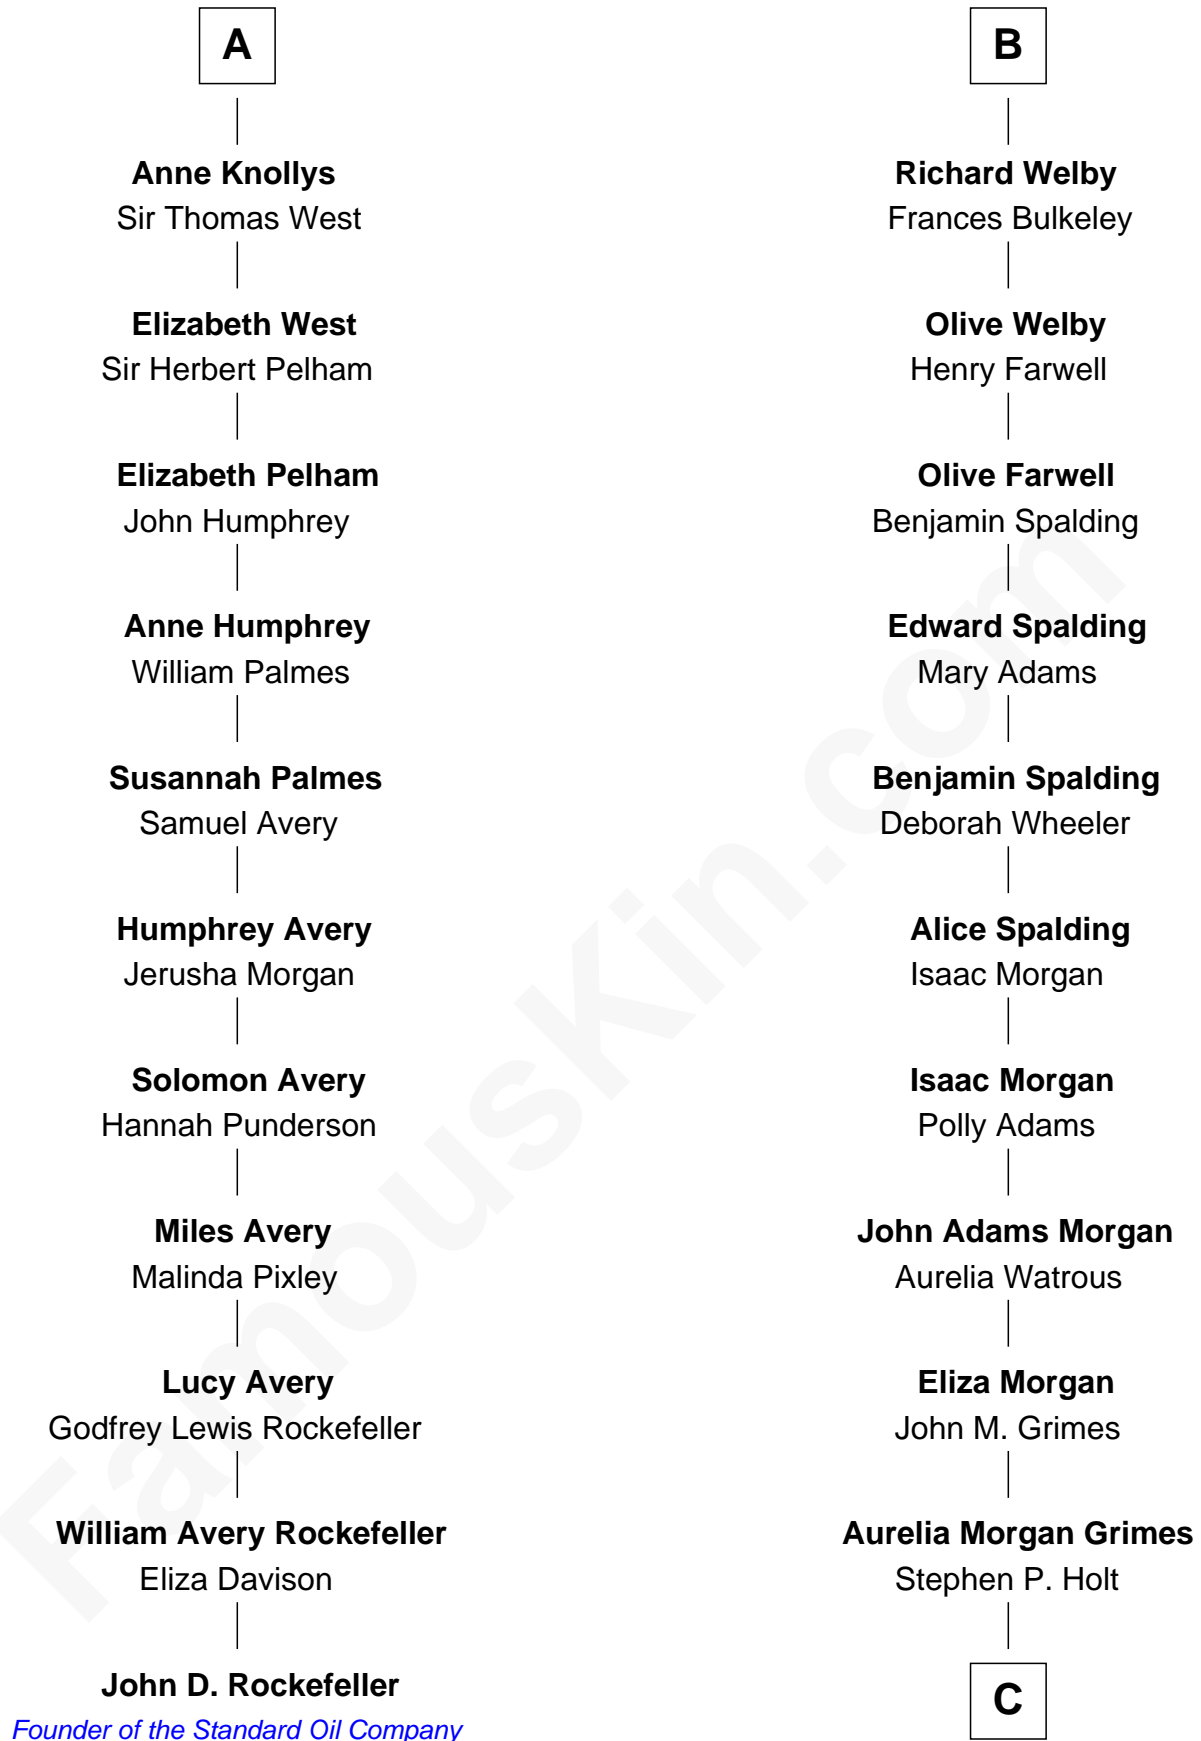 A
Anne Knollys
Sir Thomas West
Elizabeth West
Sir Herbert Pelham
Elizabeth Pelham
John Humphrey
Anne Humphrey
William Palmes
Susannah Palmes
Samuel Avery
Humphrey Avery
Jerusha Morgan
Solomon Avery
Hannah Punderson
Miles Avery
Malinda Pixley
Lucy Avery
Godfrey Lewis Rockefeller
William Avery Rockefeller
Eliza Davison
John D. Rockefeller
Founder of the Standard Oil Company
B
Richard Welby
Frances Bulkeley
Olive Welby
Henry Farwell
Olive Farwell
Benjamin Spalding
Edward Spalding
Mary Adams
Benjamin Spalding
Deborah Wheeler
Alice Spalding
Isaac Morgan
Isaac Morgan
Polly Adams
John Adams Morgan
Aurelia Watrous
Eliza Morgan
John M. Grimes
Aurelia Morgan Grimes
Stephen P. Holt
C
FamousKin.com